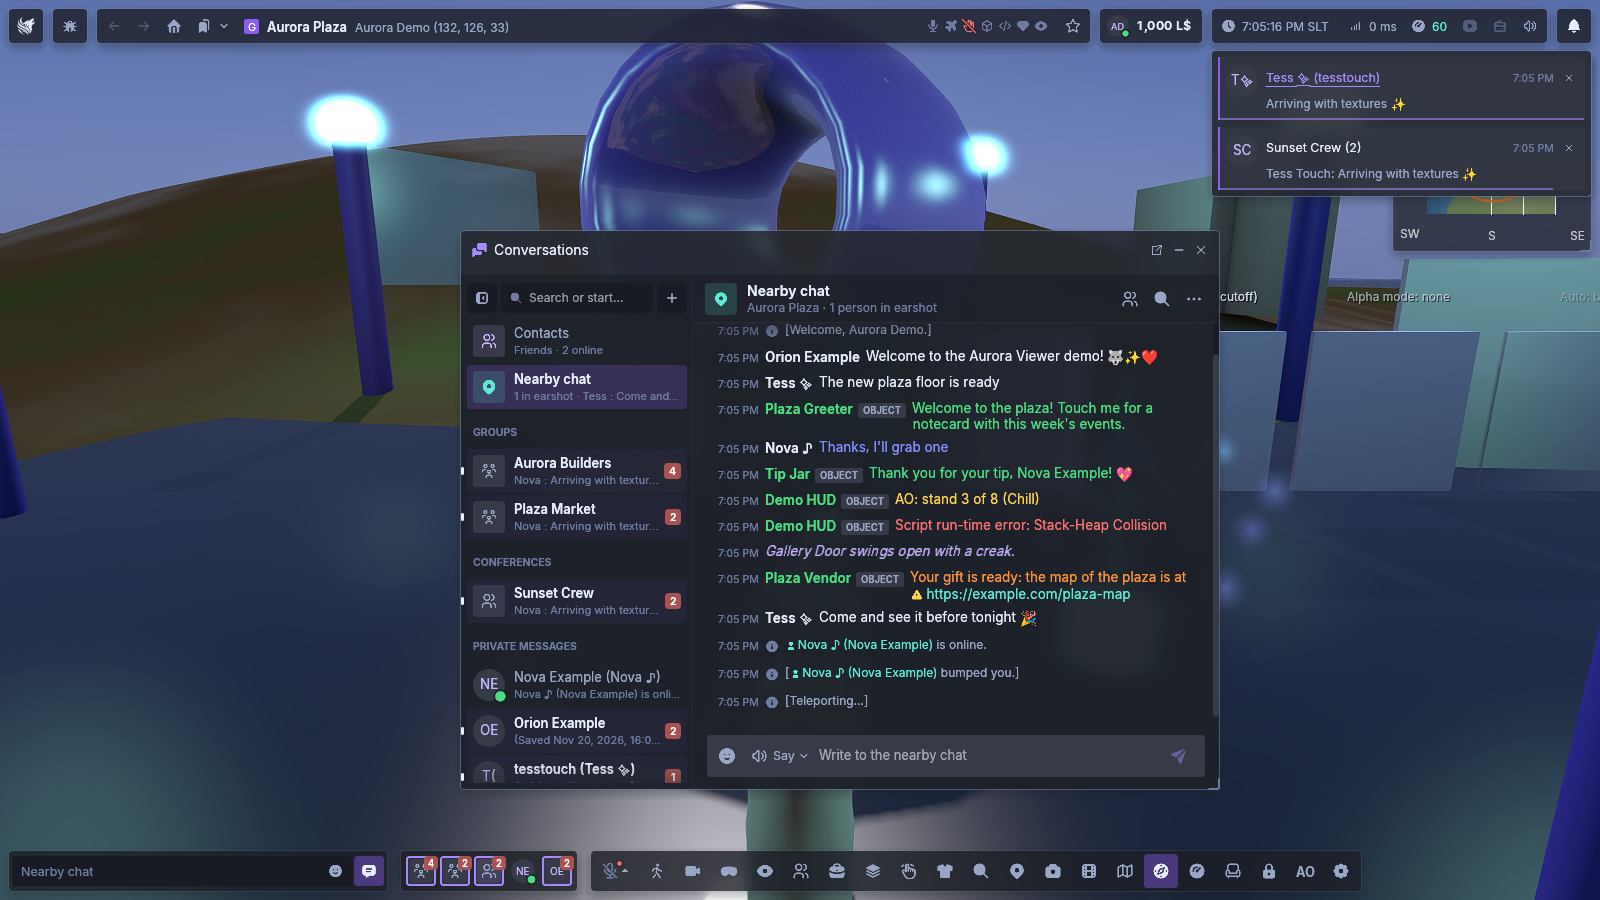 G Aurora Plaza Aurora Demo (132, 126, 33)
AD 1,000 L$
7:05:16 PM SLT 0 ms 60
T Tess (tesstouch) 7:05 PM
Arriving with textures ✨
SC Sunset Crew (2) 7:05 PM
Tess Touch: Arriving with textures ✨
SW S SE
cutoff) Alpha mode: none Auto: b
Conversations
Search or start...
Contacts
Friends · 2 online
Nearby chat
1 in earshot · Tess : Come and...
GROUPS
Aurora Builders 4
Nova : Arriving with textur...
Plaza Market 2
Nova : Arriving with textur...
CONFERENCES
Sunset Crew 2
Nova : Arriving with textur...
PRIVATE MESSAGES
NE Nova Example (Nova ♪)
Nova ♪ (Nova Example) is onli...
OE Orion Example 2
(Saved Nov 20, 2026, 16:0...
T( tesstouch (Tess ) 1
Nearby chat
Aurora Plaza · 1 person in earshot
7:05 PM [Welcome, Aurora Demo.]
7:05 PM Orion Example Welcome to the Aurora Viewer demo! 🐺✨❤️
7:05 PM Tess The new plaza floor is ready
7:05 PM Plaza Greeter OBJECT Welcome to the plaza! Touch me for a
notecard with this week's events.
7:05 PM Nova ♪ Thanks, I'll grab one
7:05 PM Tip Jar OBJECT Thank you for your tip, Nova Example! 💖
7:05 PM Demo HUD OBJECT AO: stand 3 of 8 (Chill)
7:05 PM Demo HUD OBJECT Script run-time error: Stack-Heap Collision
7:05 PM Gallery Door swings open with a creak.
7:05 PM Plaza Vendor OBJECT Your gift is ready: the map of the plaza is at
⚠ https://example.com/plaza-map
7:05 PM Tess Come and see it before tonight 🎉
7:05 PM Nova ♪ (Nova Example) is online.
7:05 PM [ Nova ♪ (Nova Example) bumped you.]
7:05 PM [Teleporting...]
Say Write to the nearby chat
Nearby chat
4 2 2 NE OE 2
AO